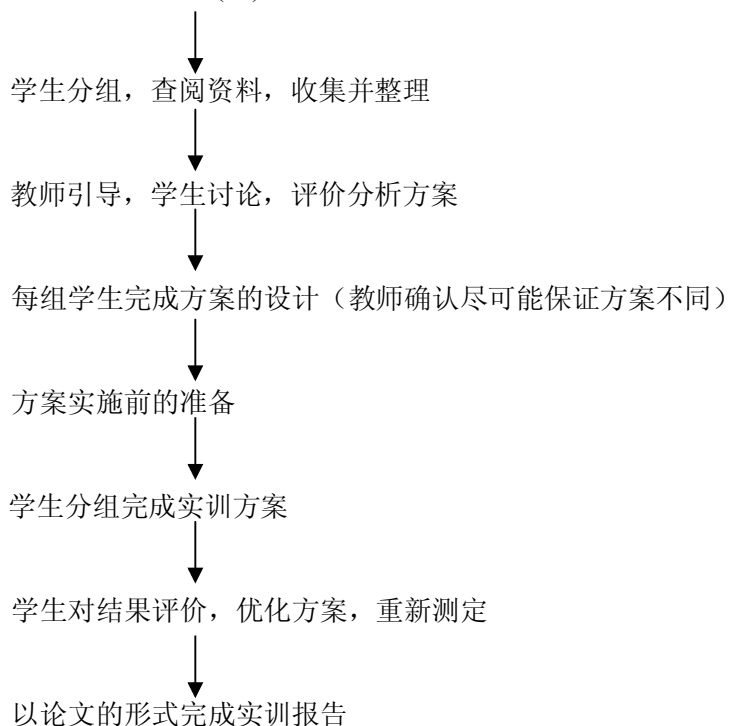 学生分组，查阅资料，收集并整理
教师引导，学生讨论，评价分析方案
每组学生完成方案的设计（教师确认尽可能保证方案不同）
方案实施前的准备
学生分组完成实训方案
学生对结果评价，优化方案，重新测定
以论文的形式完成实训报告